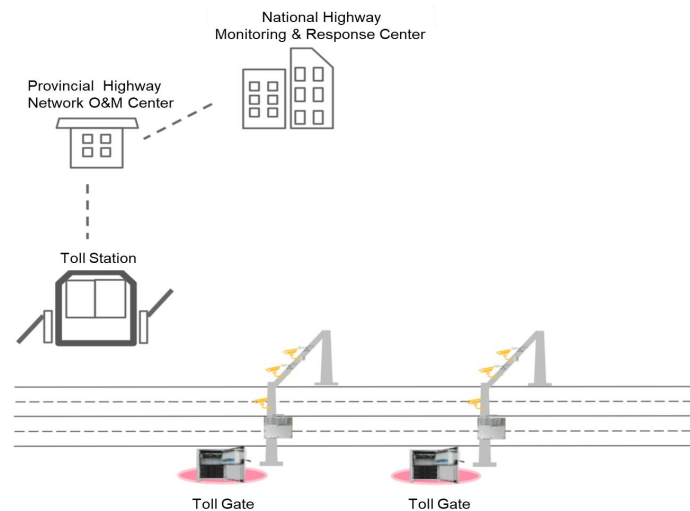 National Highway
Monitoring & Response Center
Provincial Highway
Network O&M Center
Toll Station
Toll Gate
Toll Gate